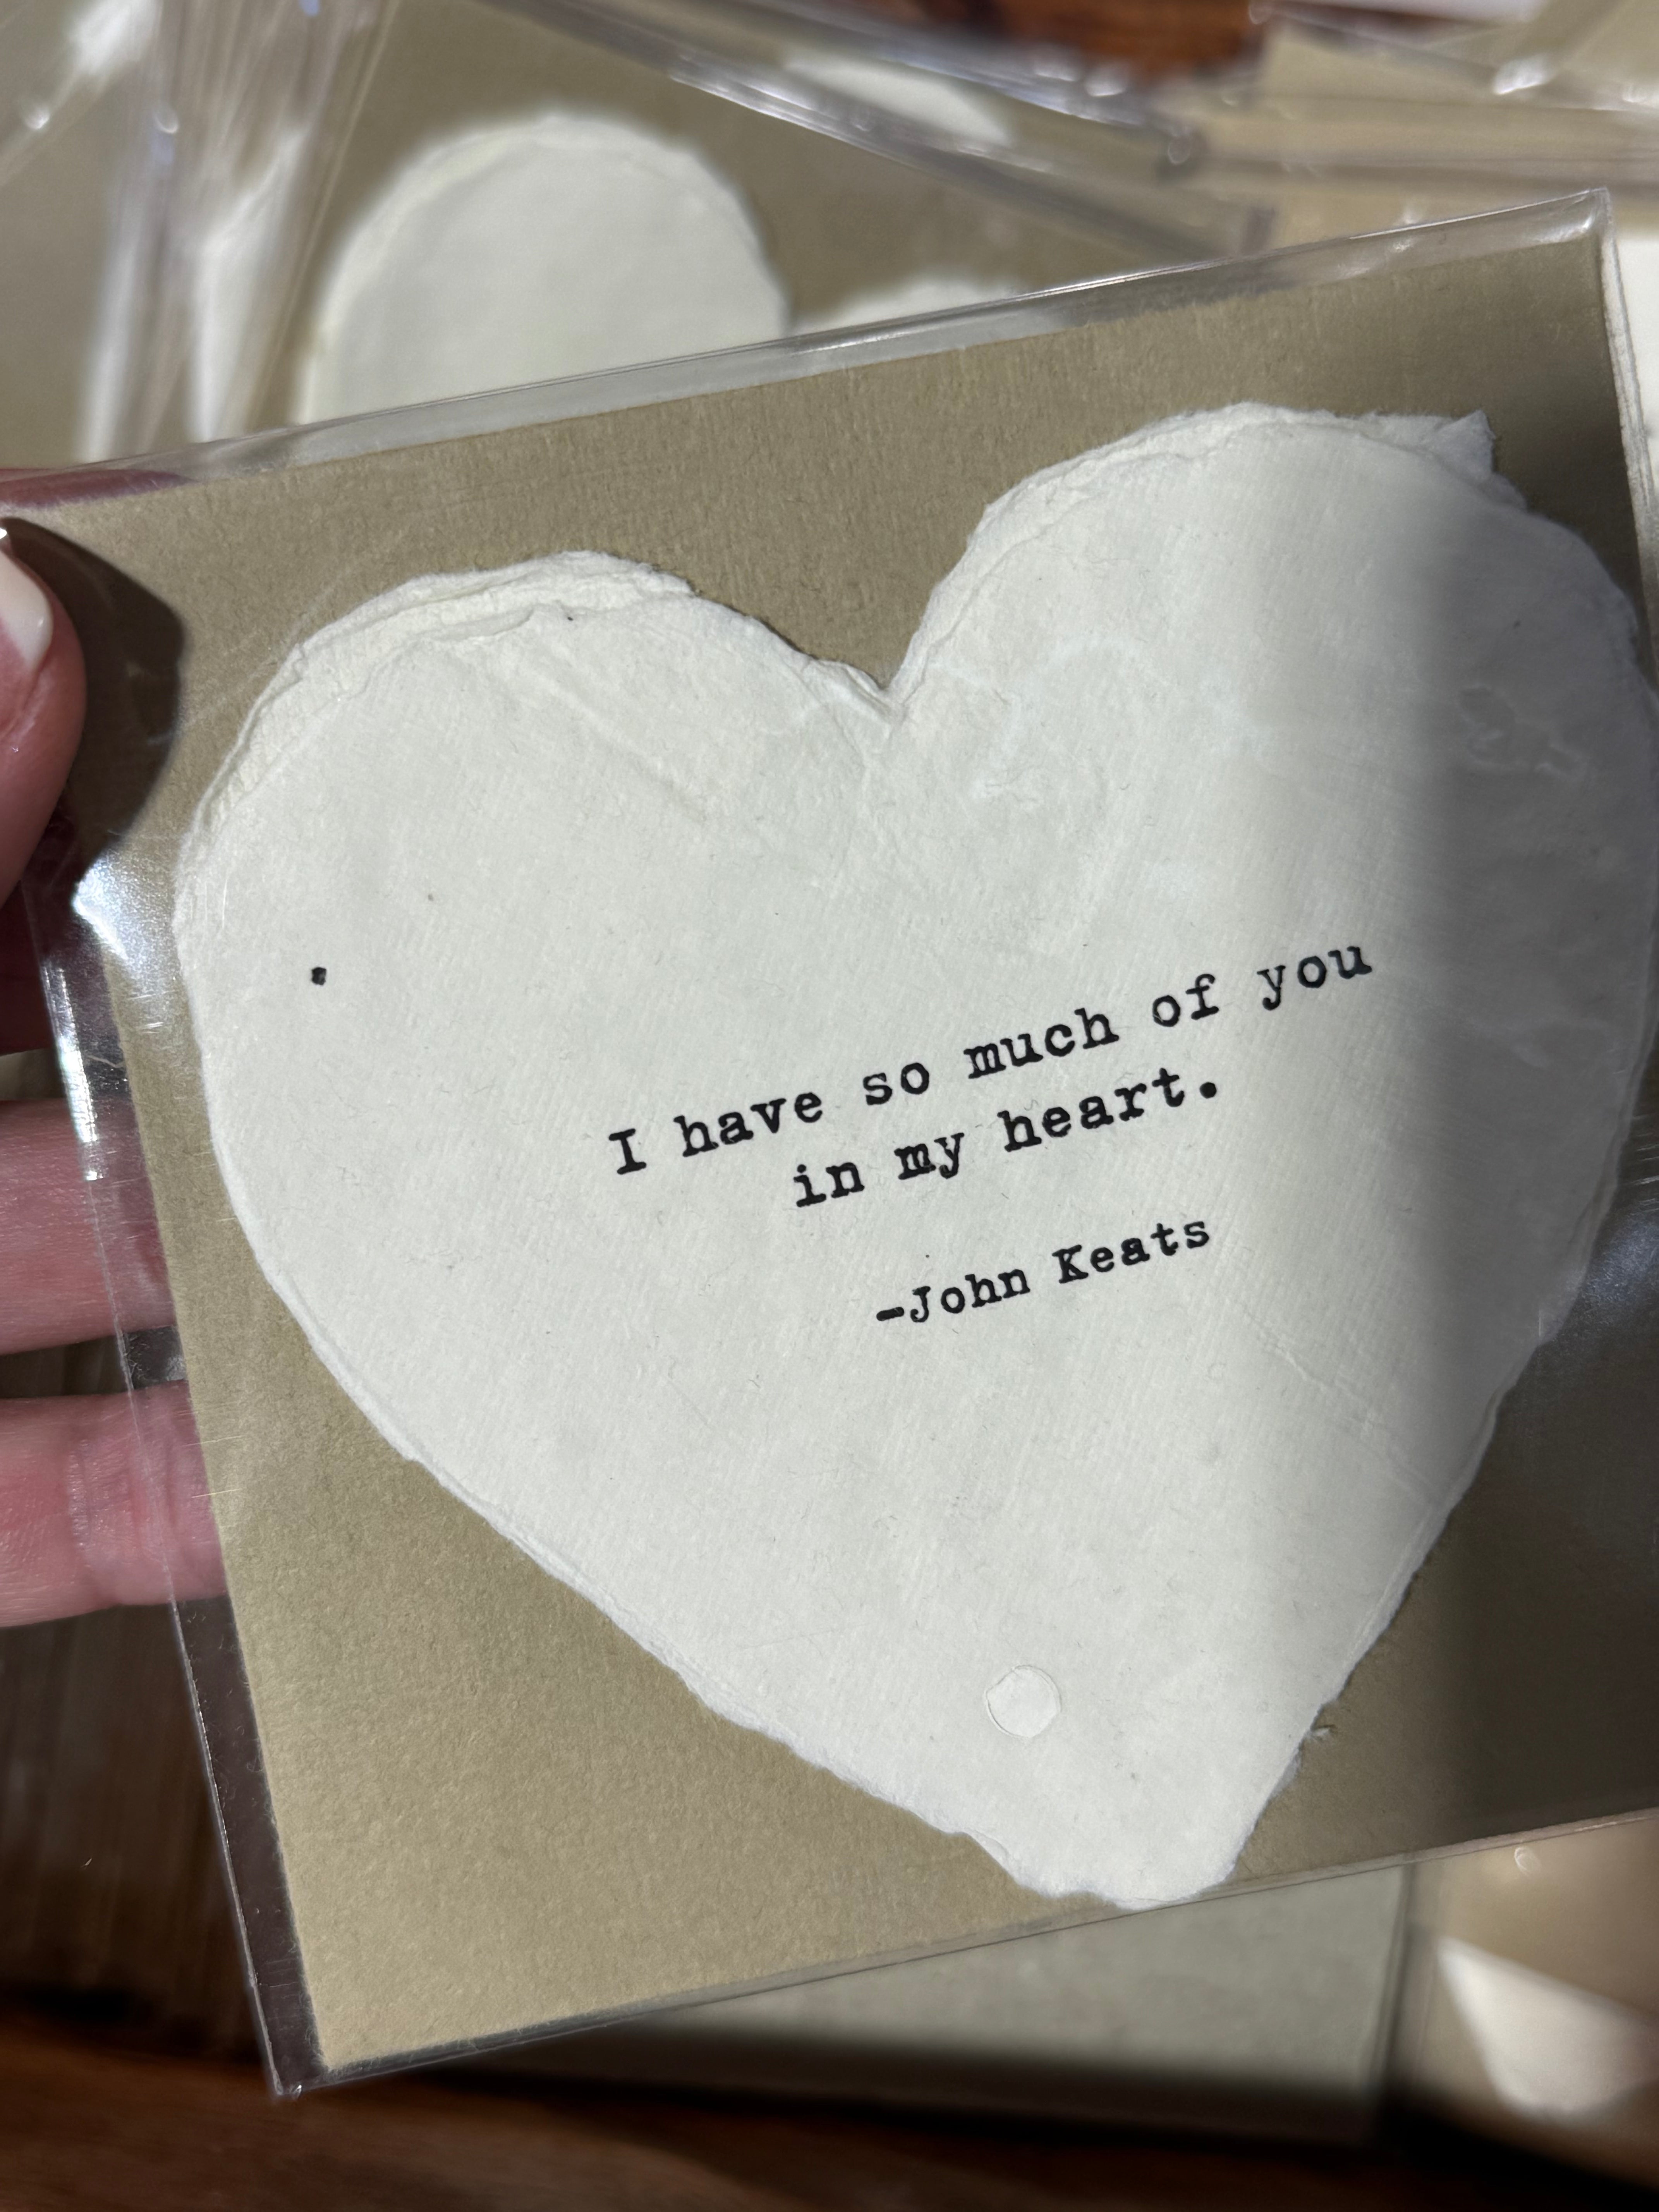 I have so much of you
in my heart.
-John Keats